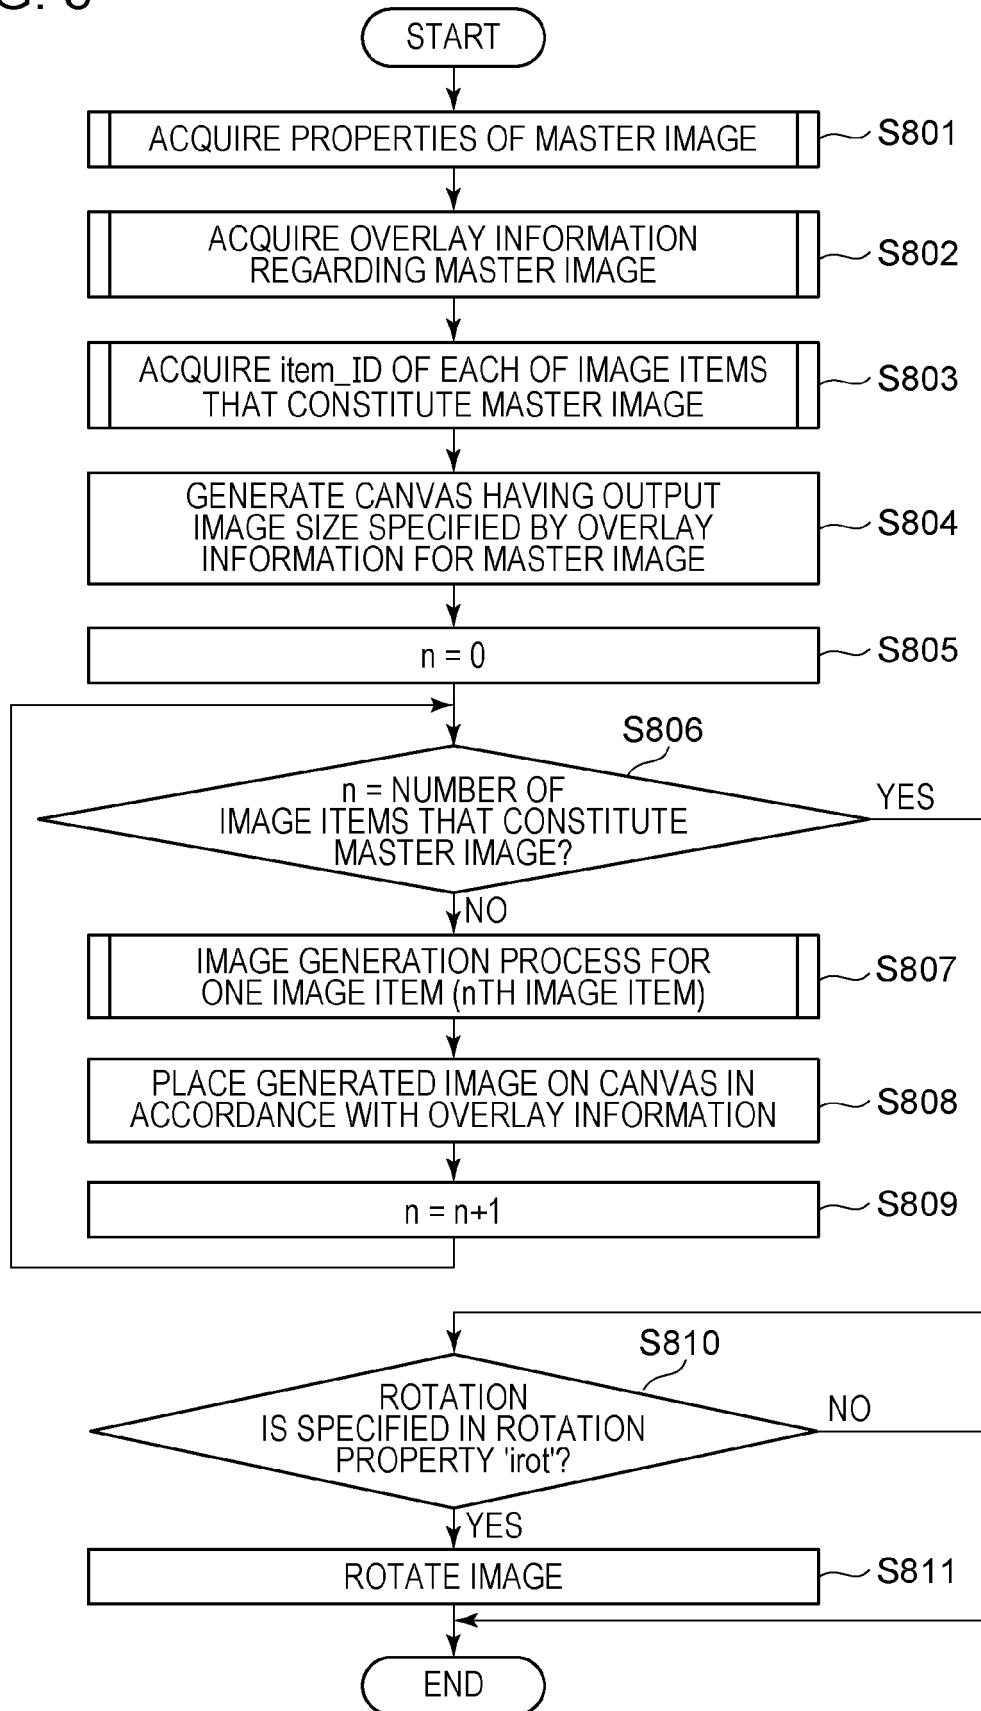 START
ACQUIRE PROPERTIES OF MASTER IMAGE
S801
ACQUIRE OVERLAY INFORMATION
REGARDING MASTER IMAGE
S802
ACQUIRE item_ID OF EACH OF IMAGE ITEMS
THAT CONSTITUTE MASTER IMAGE
S803
GENERATE CANVAS HAVING OUTPUT
IMAGE SIZE SPECIFIED BY OVERLAY
INFORMATION FOR MASTER IMAGE
S804
n = 0
S805
S806
n = NUMBER OF
IMAGE ITEMS THAT CONSTITUTE
MASTER IMAGE?
YES
NO
IMAGE GENERATION PROCESS FOR
ONE IMAGE ITEM (nTH IMAGE ITEM)
S807
PLACE GENERATED IMAGE ON CANVAS IN
ACCORDANCE WITH OVERLAY INFORMATION
S808
n = n+1
S809
S810
ROTATION
IS SPECIFIED IN ROTATION
PROPERTY 'irot'?
NO
YES
ROTATE IMAGE
S811
END